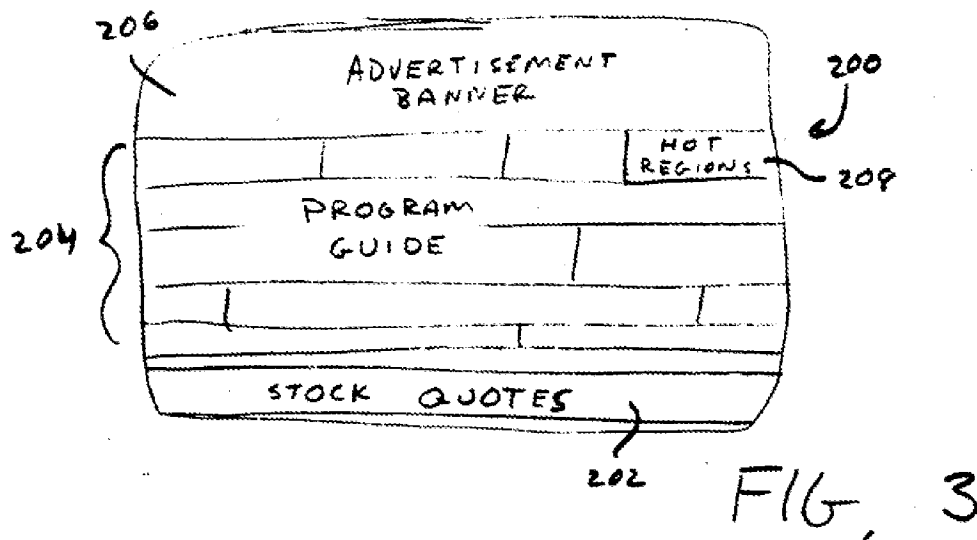 206
ADVERTISEMENT
BANNER
200
HOT
REGIONS
208
PROGRAM
GUIDE
204
STOCK QUOTES
202
FIG. 3